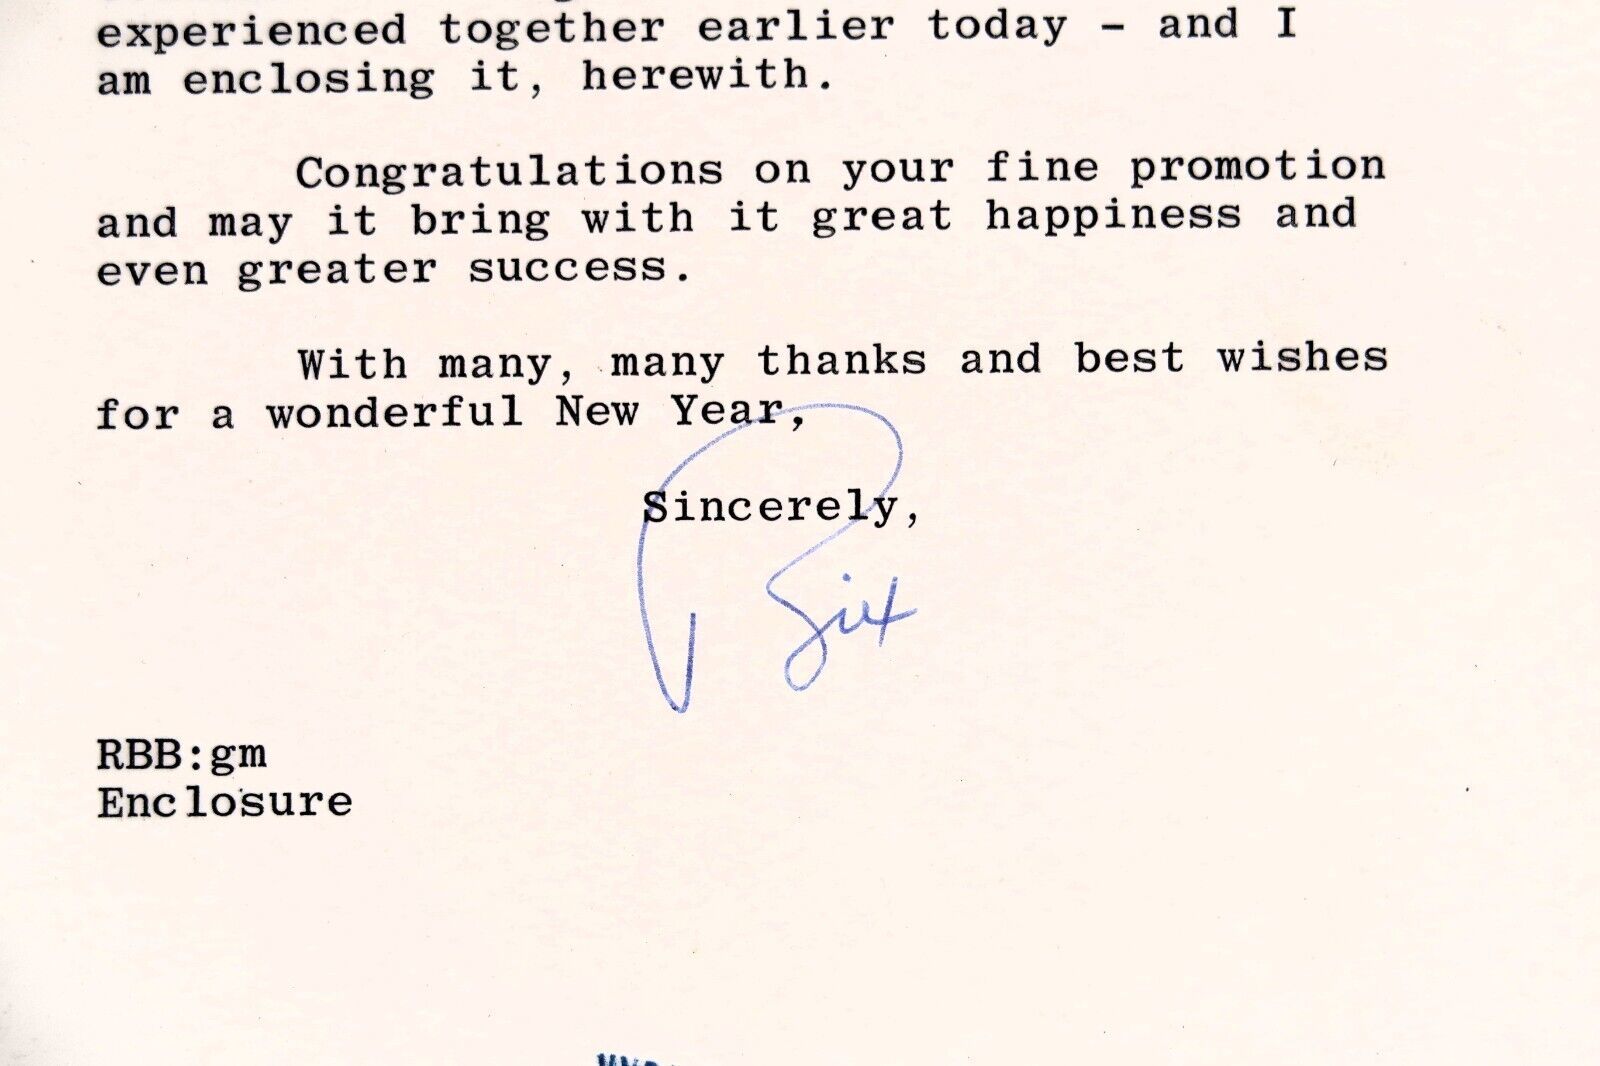 experienced together earlier today - and I
am enclosing it, herewith.
Congratulations on your fine promotion
and may it bring with it great happiness and
even greater success.
With many, many thanks and best wishes
for a wonderful New Year,
Sincerely,
RBB:gm
Enclosure